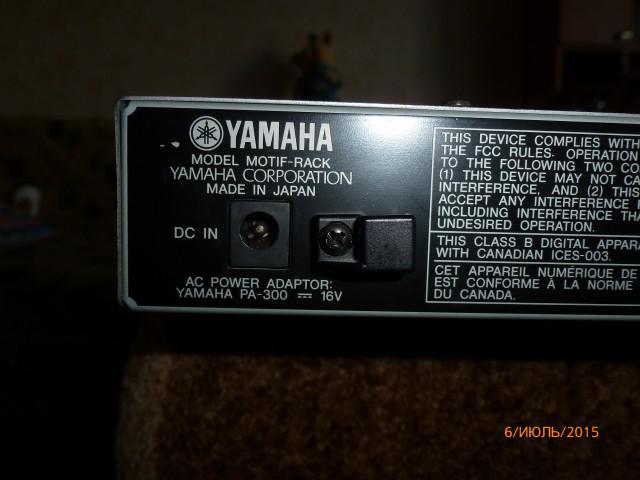 YAMAHA
MODEL MOTIF-RACK
YAMAHA CORPORATION
MADE IN JAPAN
DC IN
AC POWER ADAPTOR:
YAMAHA PA-300 ⎓ 16V
THIS DEVICE COMPLIES WITH
THE FCC RULES. OPERATION
TO THE FOLLOWING TWO
(1) THIS DEVICE MAY NOT
INTERFERENCE, AND (2) THIS
ACCEPT ANY INTERFERENCE
INCLUDING INTERFERENCE
UNDESIRED OPERATION.
THIS CLASS B DIGITAL
WITH CANADIAN ICES-003.
CET APPAREIL NUMÉRIQUE DE
EST CONFORME À LA NORME
DU CANADA.
6/ИЮЛЬ/2015